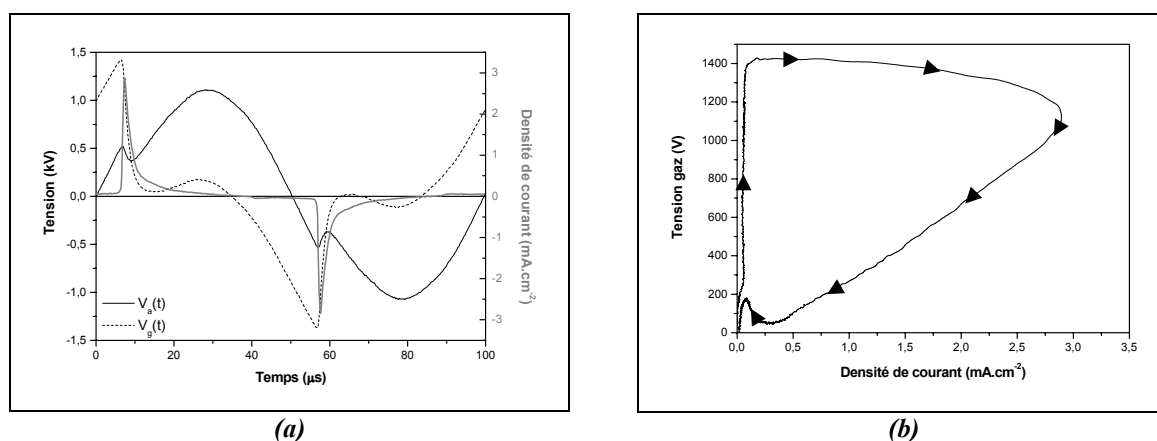 1,5
1,0
0,5
0,0
-0,5
-1,0
-1,5
Tension (kV)
3
2
1
0
-1
-2
-3
Densité de courant (mA.cm-2)
Va(t)
Vg(t)
0 20 40 60 80 100
Temps (µs)
(a)
1400
1200
1000
800
600
400
200
0
Tension gaz (V)
0,0 0,5 1,0 1,5 2,0 2,5 3,0 3,5
Densité de courant (mA.cm-2)
(b)